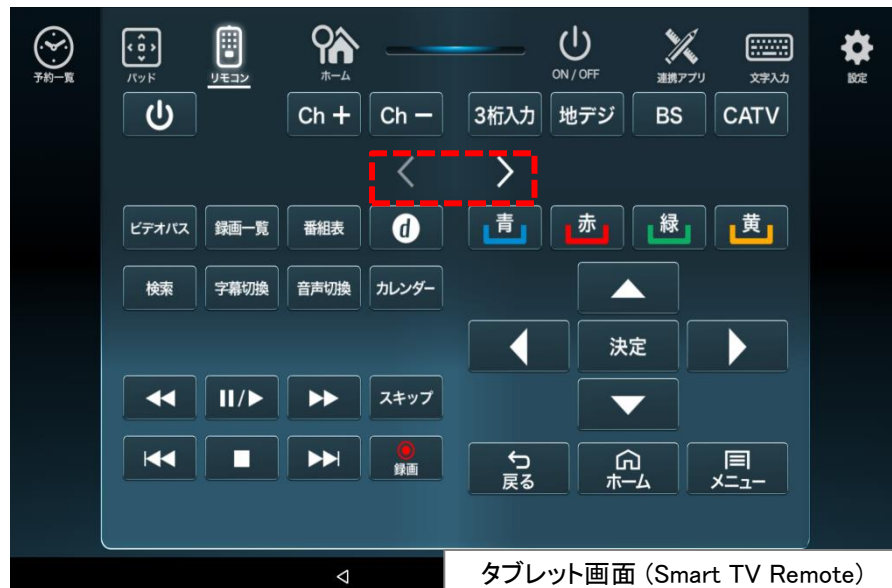 予約一覧
パッド
リモコン
ホーム
ON / OFF
連携アプリ
文字入力
設定
Ch +
Ch −
3桁入力
地デジ
BS
CATV
ビデオパス
録画一覧
番組表
d
青
赤
緑
黄
検索
字幕切換
音声切換
カレンダー
決定
スキップ
録画
戻る
ホーム
メニュー
タブレット画面 (Smart TV Remote)